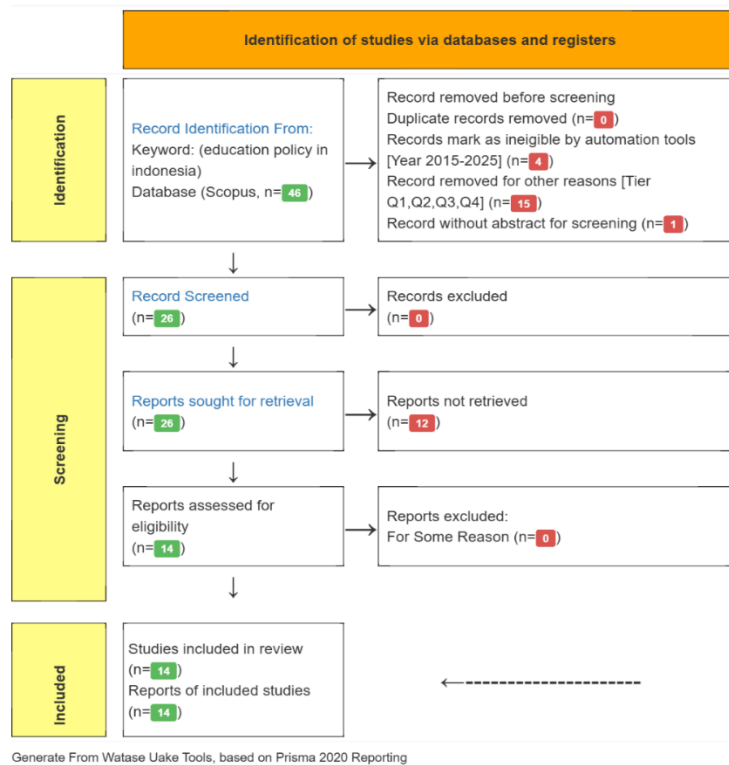 Identification of studies via databases and registers
Identification
Record Identification From:
Keyword: (education policy in
indonesia)
Database (Scopus, n=46)
Record removed before screening
Duplicate records removed (n=0)
Records mark as ineigible by automation tools
[Year 2015-2025] (n=4)
Record removed for other reasons [Tier
Q1,Q2,Q3,Q4] (n=15)
Record without abstract for screening (n=1)
Screening
Record Screened
(n=26)
Records excluded
(n=0)
Reports sought for retrieval
(n=26)
Reports not retrieved
(n=12)
Reports assessed for
eligibility
(n=14)
Reports excluded:
For Some Reason (n=0)
Included
Studies included in review
(n=14)
Reports of included studies
(n=14)
Generate From Watase Uake Tools, based on Prisma 2020 Reporting